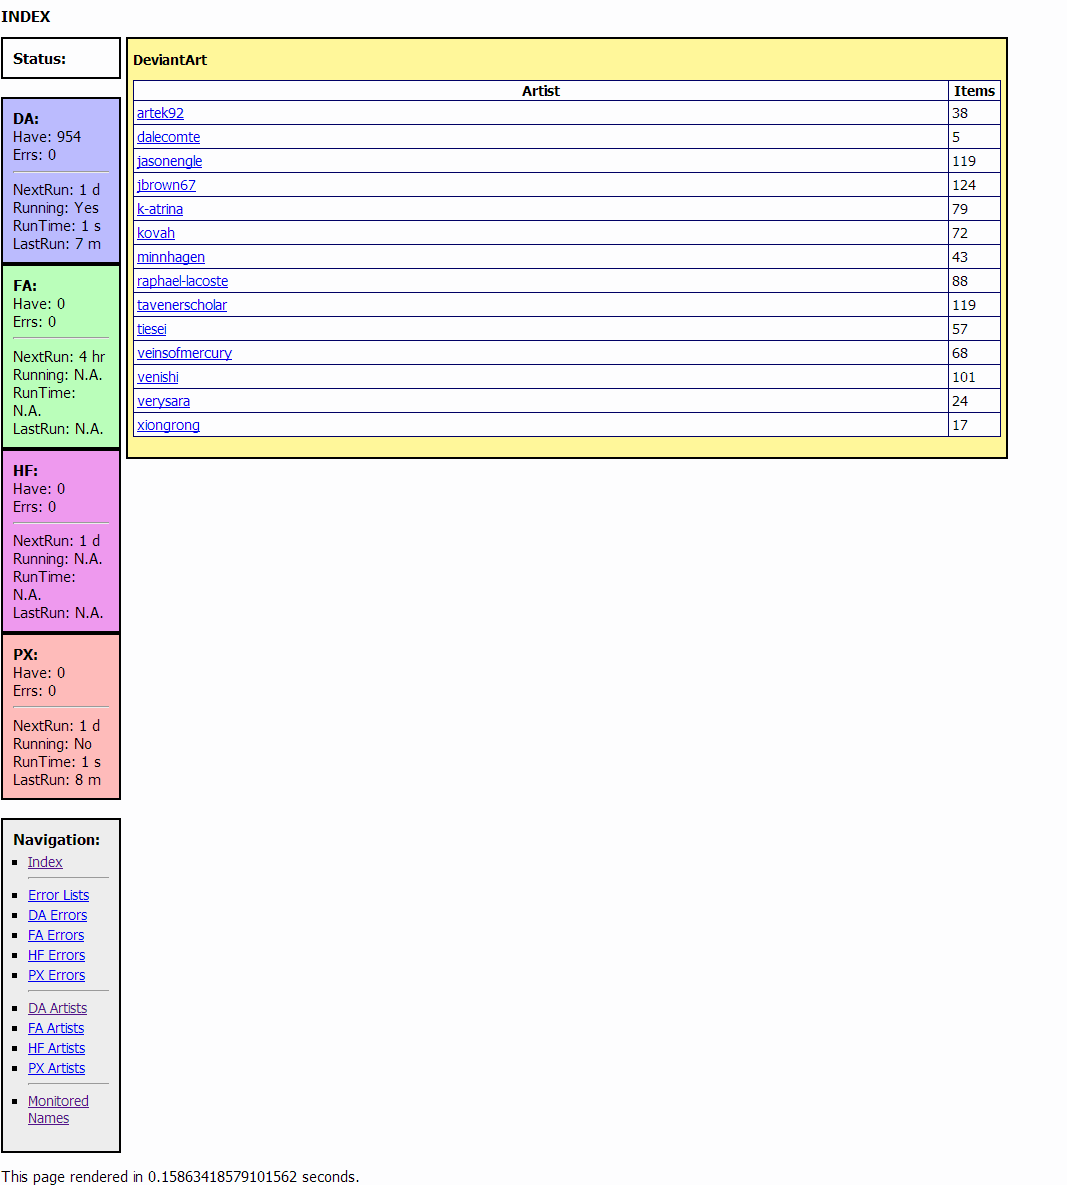 INDEX
Status:
DA:
Have: 954
Errs: 0
NextRun: 1 d
Running: Yes
RunTime: 1 s
LastRun: 7 m
FA:
Have: 0
Errs: 0
NextRun: 4 hr
Running: N.A.
RunTime:
N.A.
LastRun: N.A.
HF:
Have: 0
Errs: 0
NextRun: 1 d
Running: N.A.
RunTime:
N.A.
LastRun: N.A.
PX:
Have: 0
Errs: 0
NextRun: 1 d
Running: No
RunTime: 1 s
LastRun: 8 m
Navigation:
Index
Error Lists
DA Errors
FA Errors
HF Errors
PX Errors
DA Artists
FA Artists
HF Artists
PX Artists
Monitored
Names
DeviantArt
Artist Items
artek92 38
dalecomte 5
jasonengle 119
jbrown67 124
k-atrina 79
kovah 72
minnhagen 43
raphael-lacoste 88
tavenerscholar 119
tiesei 57
veinsofmercury 68
venishi 101
verysara 24
xiongrong 17
This page rendered in 0.15863418579101562 seconds.